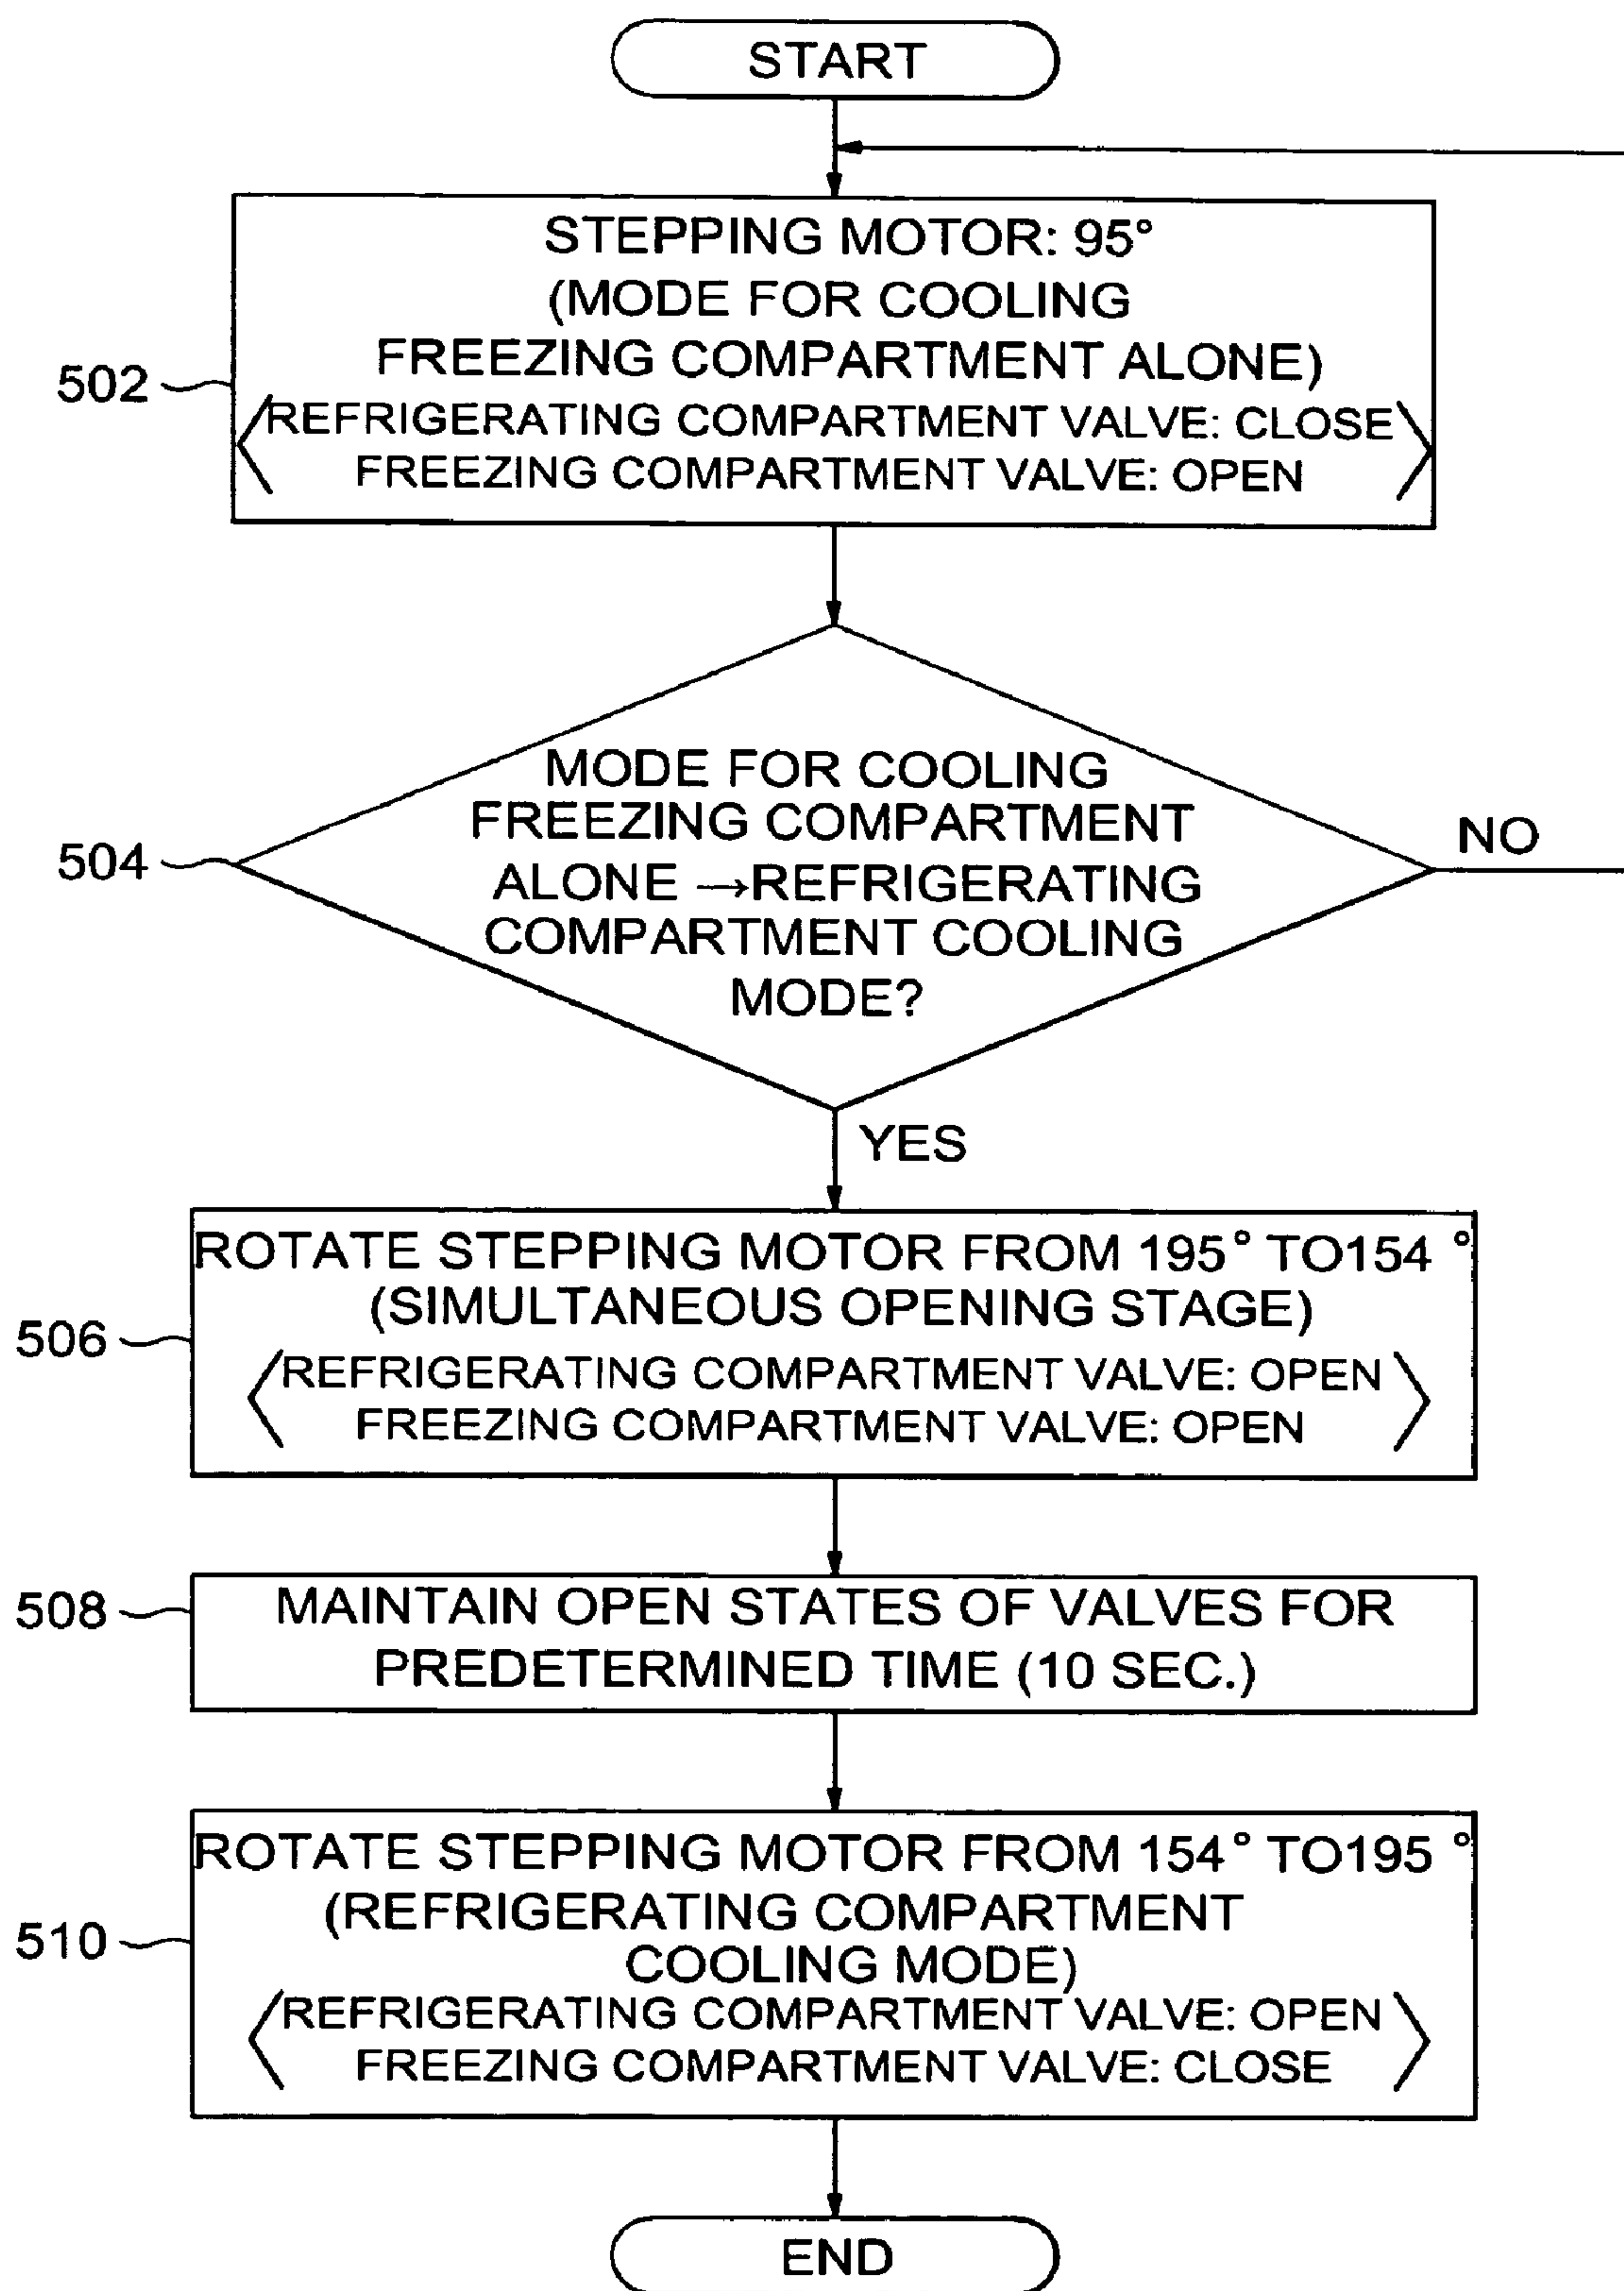 START
STEPPING MOTOR: 95°
(MODE FOR COOLING
FREEZING COMPARTMENT ALONE)
502
REFRIGERATING COMPARTMENT VALVE: CLOSE
FREEZING COMPARTMENT VALVE: OPEN
MODE FOR COOLING
FREEZING COMPARTMENT
504
ALONE →REFRIGERATING
COMPARTMENT COOLING
MODE?
NO
YES
ROTATE STEPPING MOTOR FROM 195° TO154 °
(SIMULTANEOUS OPENING STAGE)
506
REFRIGERATING COMPARTMENT VALVE: OPEN
FREEZING COMPARTMENT VALVE: OPEN
508
MAINTAIN OPEN STATES OF VALVES FOR
PREDETERMINED TIME (10 SEC.)
ROTATE STEPPING MOTOR FROM 154° TO195 °
(REFRIGERATING COMPARTMENT
510
COOLING MODE)
REFRIGERATING COMPARTMENT VALVE: OPEN
FREEZING COMPARTMENT VALVE: CLOSE
END